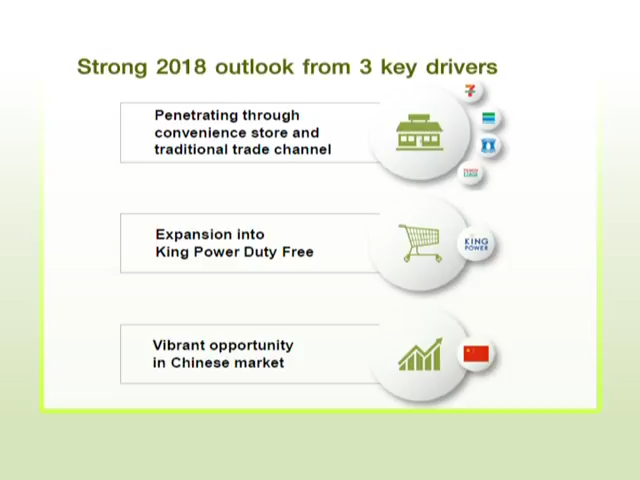 Strong 2018 outlook from 3 key drivers
Penetrating through
convenience store and
traditional trade channel
Expansion into
King Power Duty Free
KING
POWER
Vibrant opportunity
in Chinese market